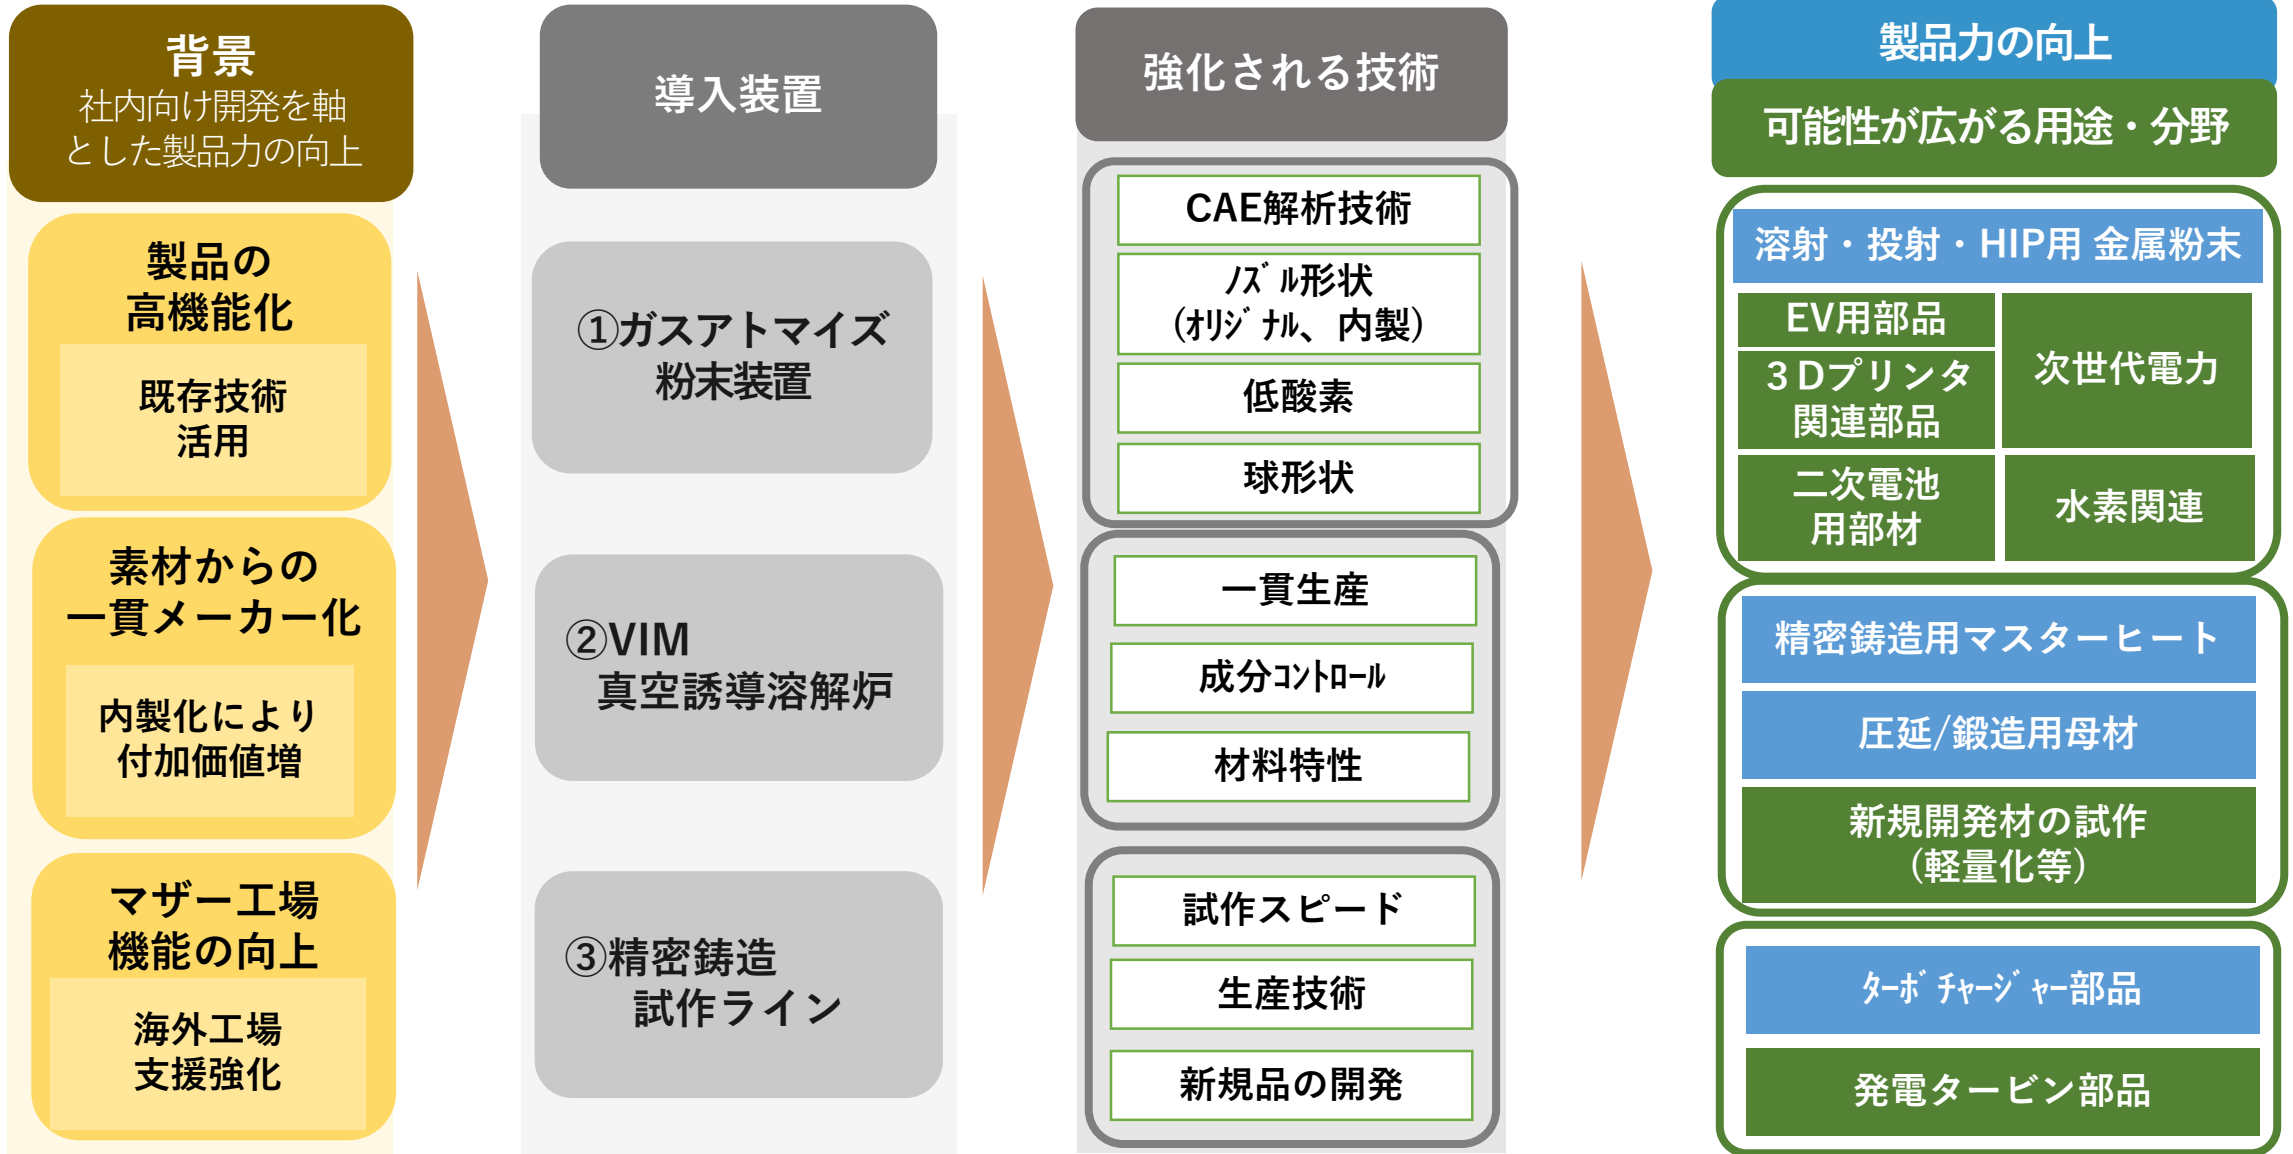 背景
社内向け開発を軸
とした製品力の向上
製品の
高機能化
既存技術
活用
素材からの
一貫メーカー化
内製化により
付加価値増
マザー工場
機能の向上
海外工場
支援強化
導入装置
①ガスアトマイズ
粉末装置
②VIM
真空誘導溶解炉
③精密鋳造
試作ライン
強化される技術
CAE解析技術
ﾉｽﾞﾙ形状
(ｵﾘｼﾞﾅﾙ、内製)
低酸素
球形状
一貫生産
成分ｺﾝﾄﾛｰﾙ
材料特性
試作スピード
生産技術
新規品の開発
製品力の向上
可能性が広がる用途・分野
溶射・投射・HIP用 金属粉末
EV用部品
３Dプリンタ
関連部品
次世代電力
二次電池
用部材
水素関連
精密鋳造用マスターヒート
圧延/鍛造用母材
新規開発材の試作
(軽量化等)
ﾀｰﾎﾞﾁｬｰｼﾞｬｰ部品
発電タービン部品